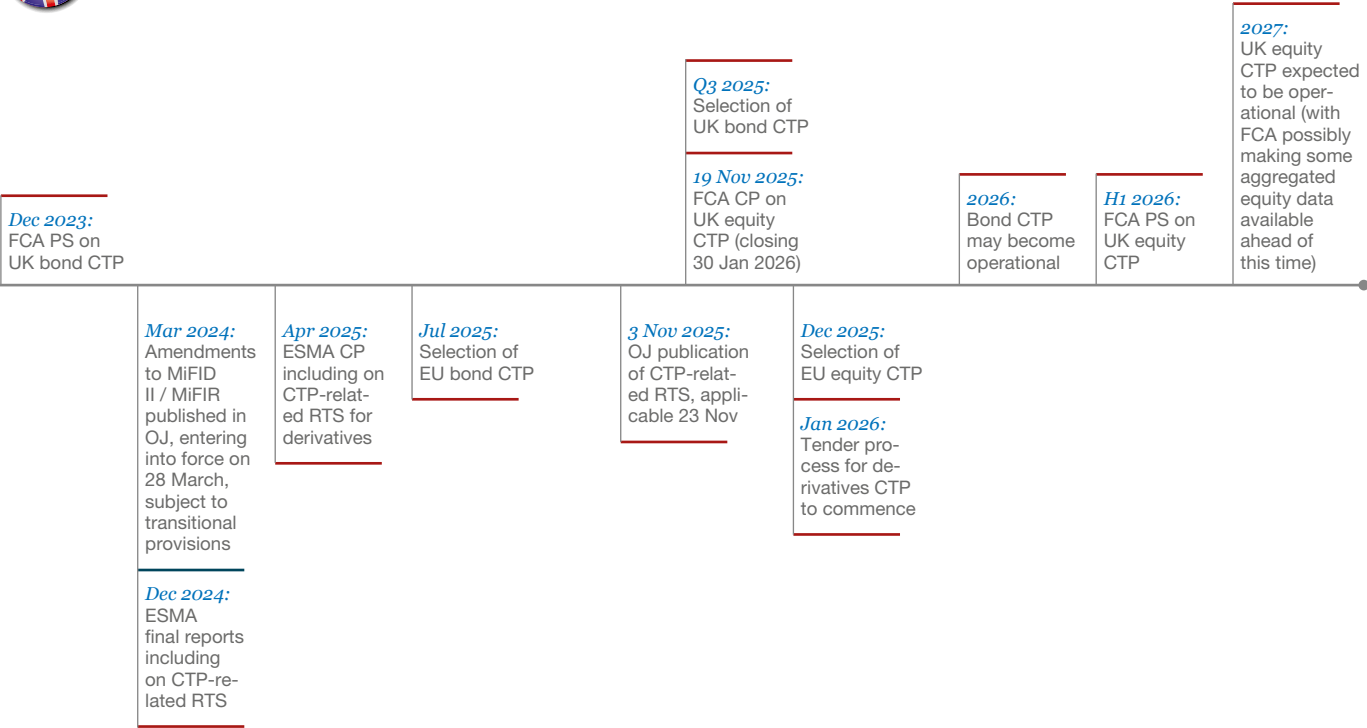 Dec 2023:
FCA PS on
UK bond CTP
Q3 2025:
Selection of
UK bond CTP
19 Nov 2025:
FCA CP on
UK equity
CTP (closing
30 Jan 2026)
2026:
Bond CTP
may become
operational
H1 2026:
FCA PS on
UK equity
CTP
2027:
UK equity
CTP expected
to be oper-
ational (with
FCA possibly
making some
aggregated
equity data
available
ahead of
this time)
Mar 2024:
Amendments
to MiFID
II / MiFIR
published in
OJ, entering
into force on
28 March,
subject to
transitional
provisions
Dec 2024:
ESMA
final reports
including
on CTP-re-
lated RTS
Apr 2025:
ESMA CP
including on
CTP-relat-
ed RTS for
derivatives
Jul 2025:
Selection of
EU bond CTP
3 Nov 2025:
OJ publication
of CTP-relat-
ed RTS, appli-
cable 23 Nov
Dec 2025:
Selection of
EU equity CTP
Jan 2026:
Tender pro-
cess for de-
rivatives CTP
to commence